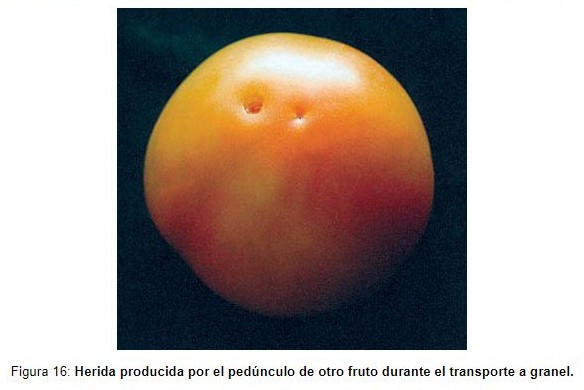 Figura 16: Herida producida por el pedúnculo de otro fruto durante el transporte a granel.